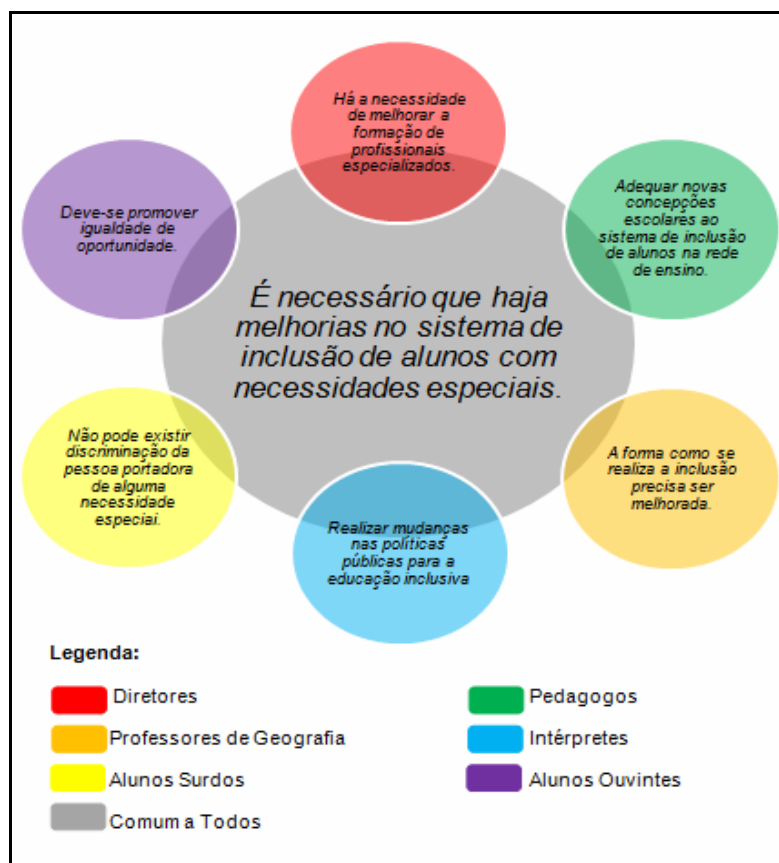 Há a necessidade
de melhorar a
formação de
profissionais
especializados.
Deve-se promover
igualdade de
oportunidade.
Adequar novas
concepções
escolares ao
sistema de inclusão
de alunos na rede
de ensino.
É necessário que haja
melhorias no sistema de
inclusão de alunos com
necessidades especiais.
Não pode existir
discriminação da
pessoa portadora
de alguma
necessidade
especiai.
Realizar mudanças
nas políticas
públicas para a
educação inclusiva
A forma como se
realiza a inclusão
precisa ser
melhorada.
Legenda:
Diretores
Pedagogos
Professores de Geografia
Intérpretes
Alunos Surdos
Alunos Ouvintes
Comum a Todos